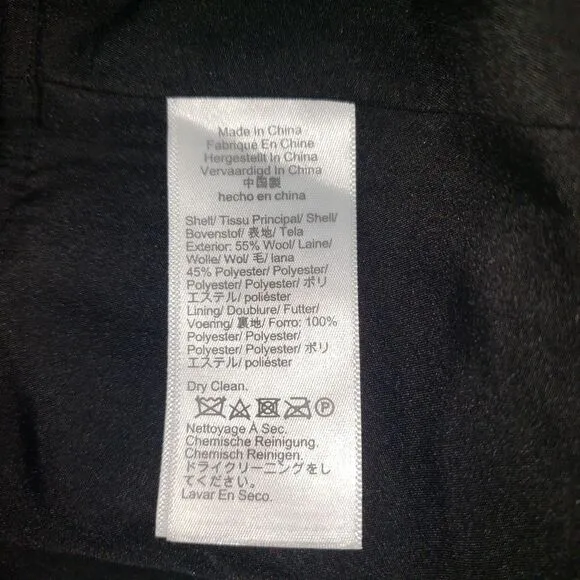 Made In China
Fabriqué En Chine
Hergestellt In China
Vervaardigd In China
中国製
hecho en china
Shell/ Tissu Principal/ Shell/
Bovenstof/ 表地/ Tela
Exterior: 55% Wool/ Laine/
Wolle/ Wol/ 毛/ lana
45% Polyester/ Polyester/
Polyester/ Polyester/ ポリ
エステル/ poliéster
Lining/ Doublure/ Futter/
Voering/ 裏地/ Forro: 100%
Polyester/ Polyester/
Polyester/ Polyester/ ポリ
エステル/ poliéster
Dry Clean.
P
Nettoyage À Sec.
Chemische Reinigung.
Chemisch Reinigen.
ドライクリーニングをし
てください。
Lavar En Seco.